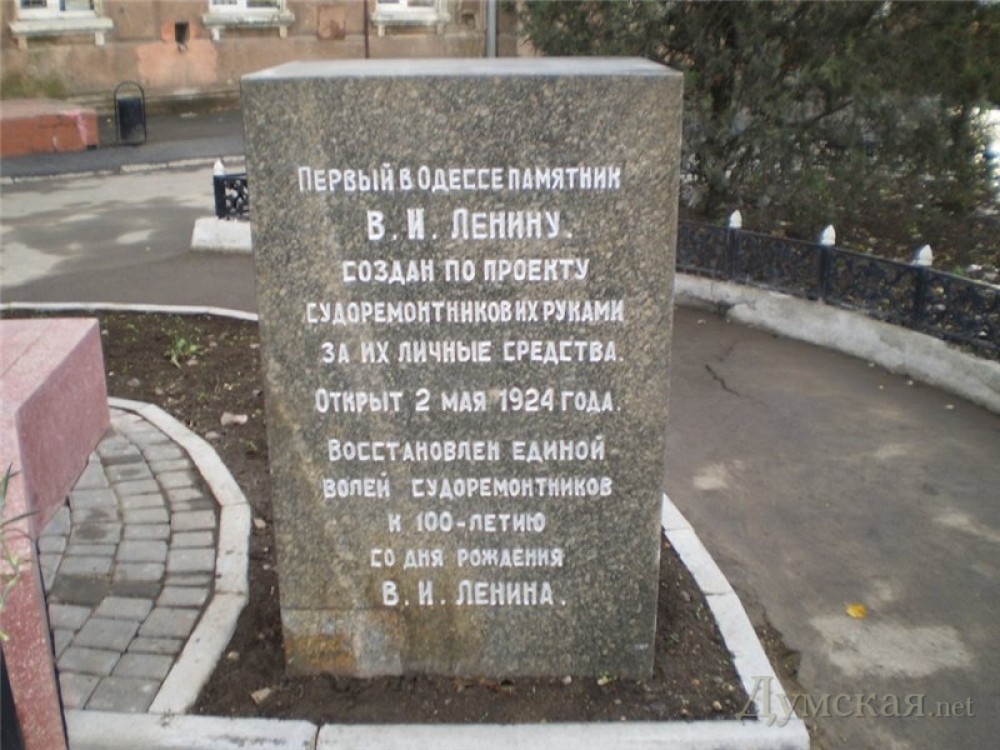 Первый в Одессе памятник
В. И. Ленину.
создан по проекту
судоремонтников их руками
за их личные средства.
Открыт 2 мая 1924 года.
Восстановлен единой
волей судоремонтников
к 100-летию
со дня рождения
В. И. Ленина.
Думская.net